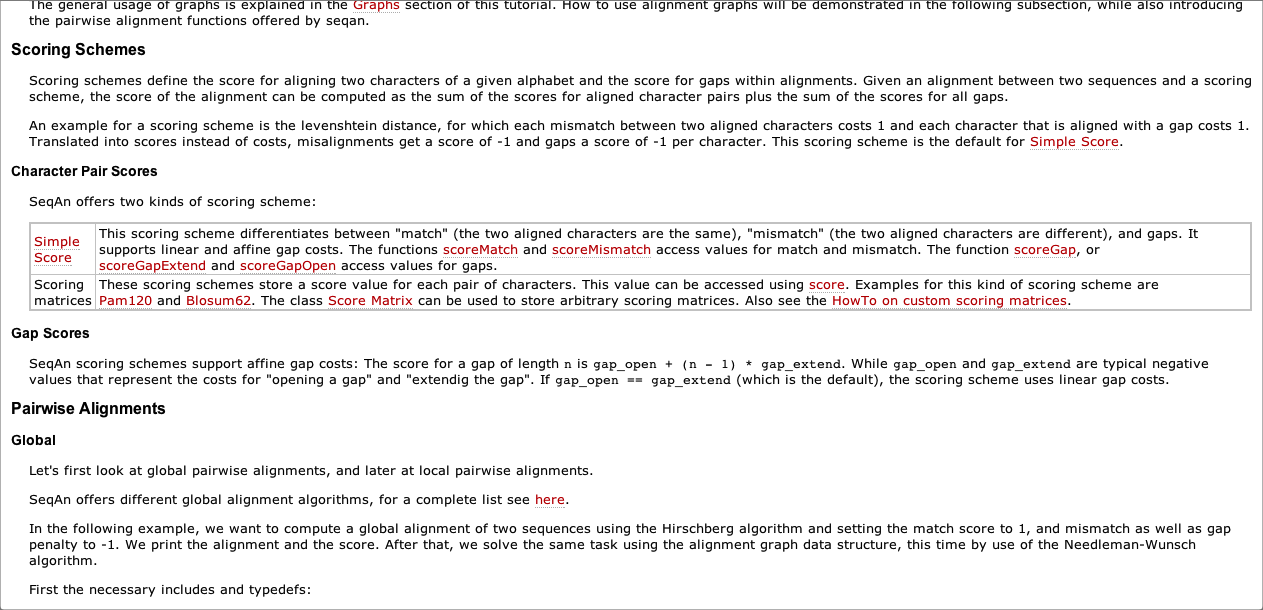 The general usage of graphs is explained in the Graphs section of this tutorial. How to use alignment graphs will be demonstrated in the following subsection, while also introducing
the pairwise alignment functions offered by seqan.
Scoring Schemes
Scoring schemes define the score for aligning two characters of a given alphabet and the score for gaps within alignments. Given an alignment between two sequences and a scoring
scheme, the score of the alignment can be computed as the sum of the scores for aligned character pairs plus the sum of the scores for all gaps.
An example for a scoring scheme is the levenshtein distance, for which each mismatch between two aligned characters costs 1 and each character that is aligned with a gap costs 1.
Translated into scores instead of costs, misalignments get a score of -1 and gaps a score of -1 per character. This scoring scheme is the default for Simple Score.
Character Pair Scores
SeqAn offers two kinds of scoring scheme:
Simple
Score
This scoring scheme differentiates between "match" (the two aligned characters are the same), "mismatch" (the two aligned characters are different), and gaps. It
supports linear and affine gap costs. The functions scoreMatch and scoreMismatch access values for match and mismatch. The function scoreGap, or
scoreGapExtend and scoreGapOpen access values for gaps.
Scoring
matrices
These scoring schemes store a score value for each pair of characters. This value can be accessed using score. Examples for this kind of scoring scheme are
Pam120 and Blosum62. The class Score Matrix can be used to store arbitrary scoring matrices. Also see the HowTo on custom scoring matrices.
Gap Scores
SeqAn scoring schemes support affine gap costs: The score for a gap of length n is gap_open + (n - 1) * gap_extend. While gap_open and gap_extend are typical negative
values that represent the costs for "opening a gap" and "extendig the gap". If gap_open == gap_extend (which is the default), the scoring scheme uses linear gap costs.
Pairwise Alignments
Global
Let's first look at global pairwise alignments, and later at local pairwise alignments.
SeqAn offers different global alignment algorithms, for a complete list see here.
In the following example, we want to compute a global alignment of two sequences using the Hirschberg algorithm and setting the match score to 1, and mismatch as well as gap
penalty to -1. We print the alignment and the score. After that, we solve the same task using the alignment graph data structure, this time by use of the Needleman-Wunsch
algorithm.
First the necessary includes and typedefs: